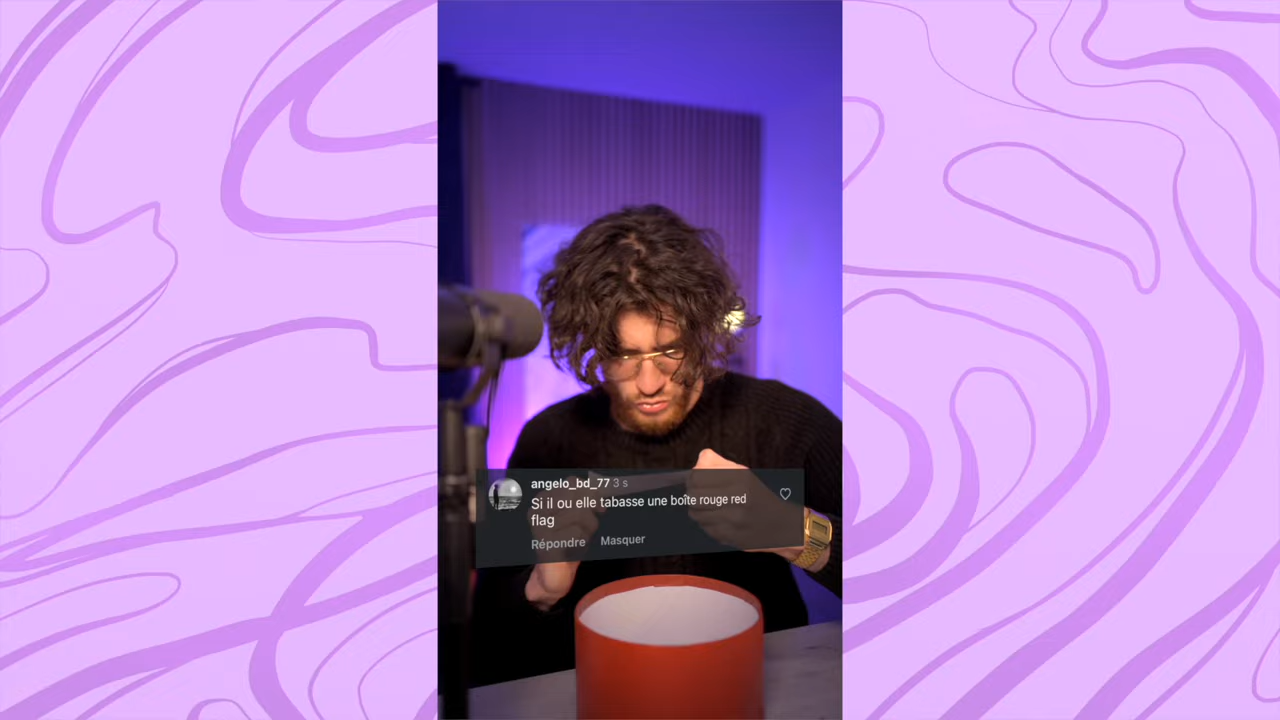 angelo_bd_77 3 s
Si il ou elle tabasse une boîte rouge red
flag
Répondre Masquer